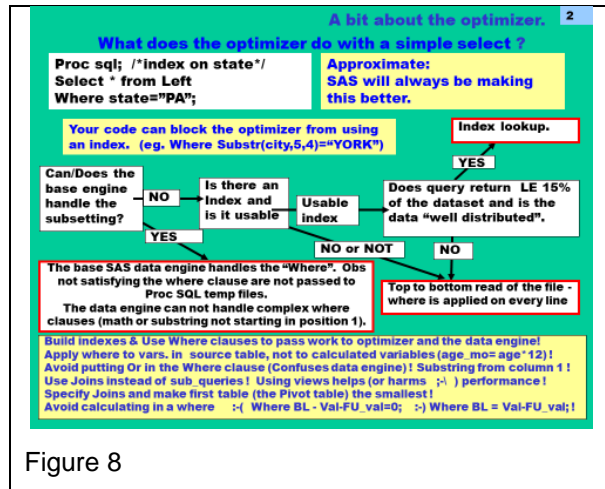 A bit about the optimizer.
2
What does the optimizer do with a simple select ?
Proc sql; /*index on state*/
Select * from Left
Where state="PA";
Approximate:
SAS will always be making
this better.
Your code can block the optimizer from using
an index. (eg. Where Substr(city,5,4)="YORK")
Index lookup.
YES
Can/Does the
base engine
handle the
subsetting?
NO
Is there an
Index and
is it usable
Usable
index
Does query return LE 15%
of the dataset and is the
data "well distributed".
YES
NO or NOT
NO
The base SAS data engine handles the "Where". Obs
not satisfying the where clause are not passed to
Proc SQL temp files.
The data engine can not handle complex where
clauses (math or substring not starting in position 1).
Top to bottom read of the file -
where is applied on every line
Build indexes & Use Where clauses to pass work to optimizer and the data engine!
Apply where to vars. in source table, not to calculated variables (age_mo= age*12) !
Avoid putting Or in the Where clause (Confuses data engine) ! Substring from column 1 !
Use Joins instead of sub_queries ! Using views helps (or harms ;-\ ) performance !
Specify Joins and make first table (the Pivot table) the smallest !
Avoid calculating in a where :-( Where BL - Val-FU_val=0; :-) Where BL = Val-FU_val; !
Figure 8